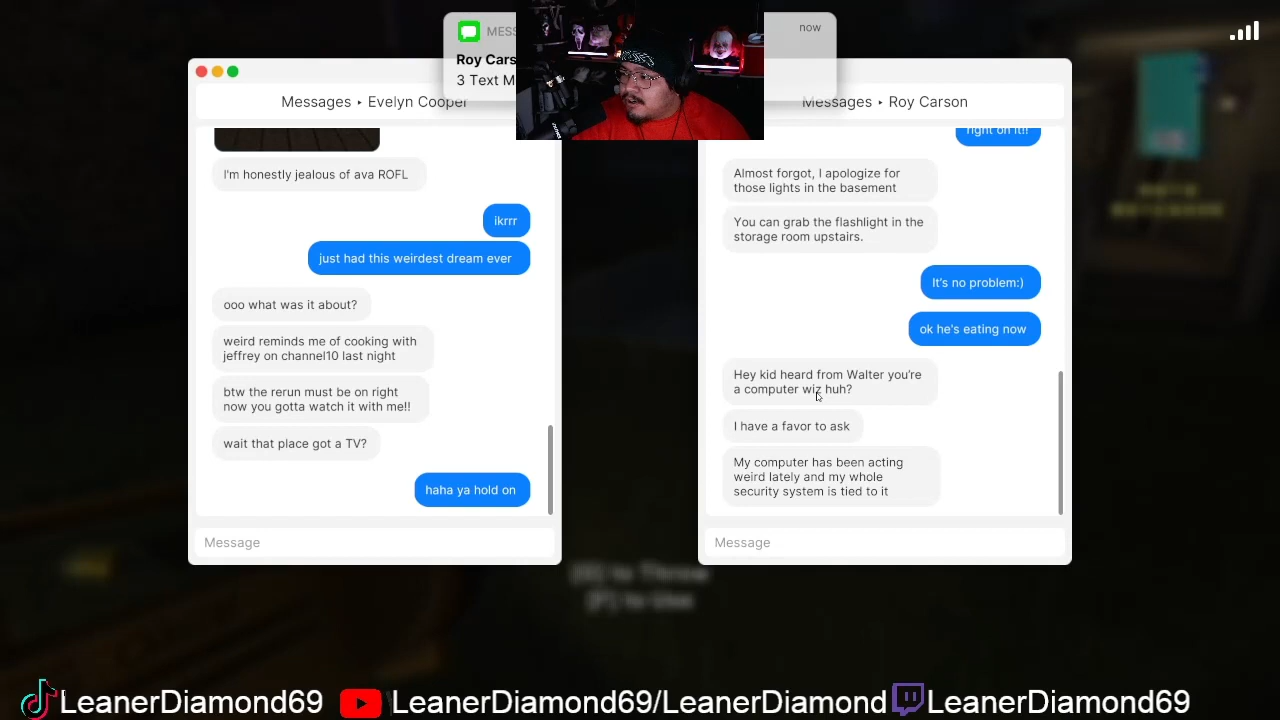 MESS
now
Roy Cars
3 Text M
Messages ▸ Evelyn Cooper
I'm honestly jealous of ava ROFL
ikrrr
just had this weirdest dream ever
ooo what was it about?
weird reminds me of cooking with
jeffrey on channel10 last night
btw the rerun must be on right
now you gotta watch it with me!!
wait that place got a TV?
haha ya hold on
Message
Messages ▸ Roy Carson
right on it!!
Almost forgot, I apologize for
those lights in the basement
You can grab the flashlight in the
storage room upstairs.
It's no problem:)
ok he's eating now
Hey kid heard from Walter you're
a computer wiz huh?
I have a favor to ask
My computer has been acting
weird lately and my whole
security system is tied to it
Message
to Throw
[F] to Use
LeanerDiamond69
LeanerDiamond69/LeanerDiamond
LeanerDiamond69